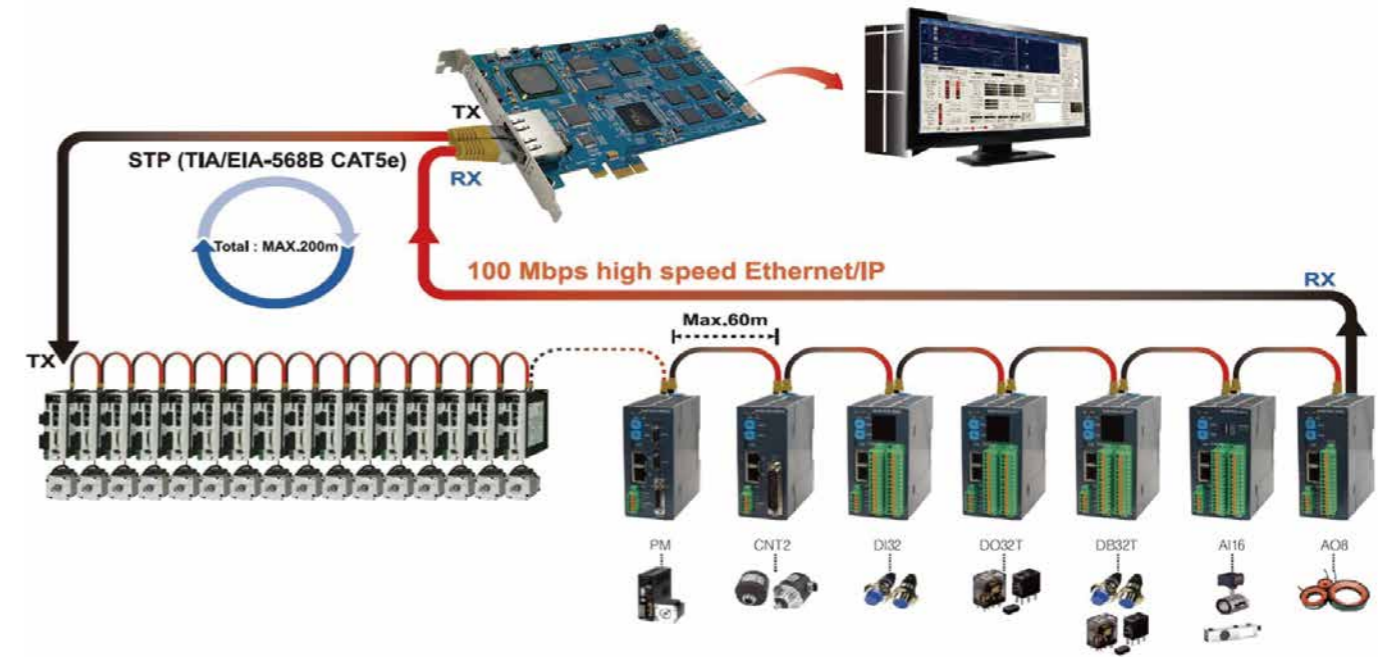 TX
STP (TIA/EIA-568B CAT5e)
RX
Total : MAX.200m
100 Mbps high speed Ethernet/IP
RX
Max.60m
TX
PM
CNT2
DI32
DO32T
DB32T
AI16
AO8